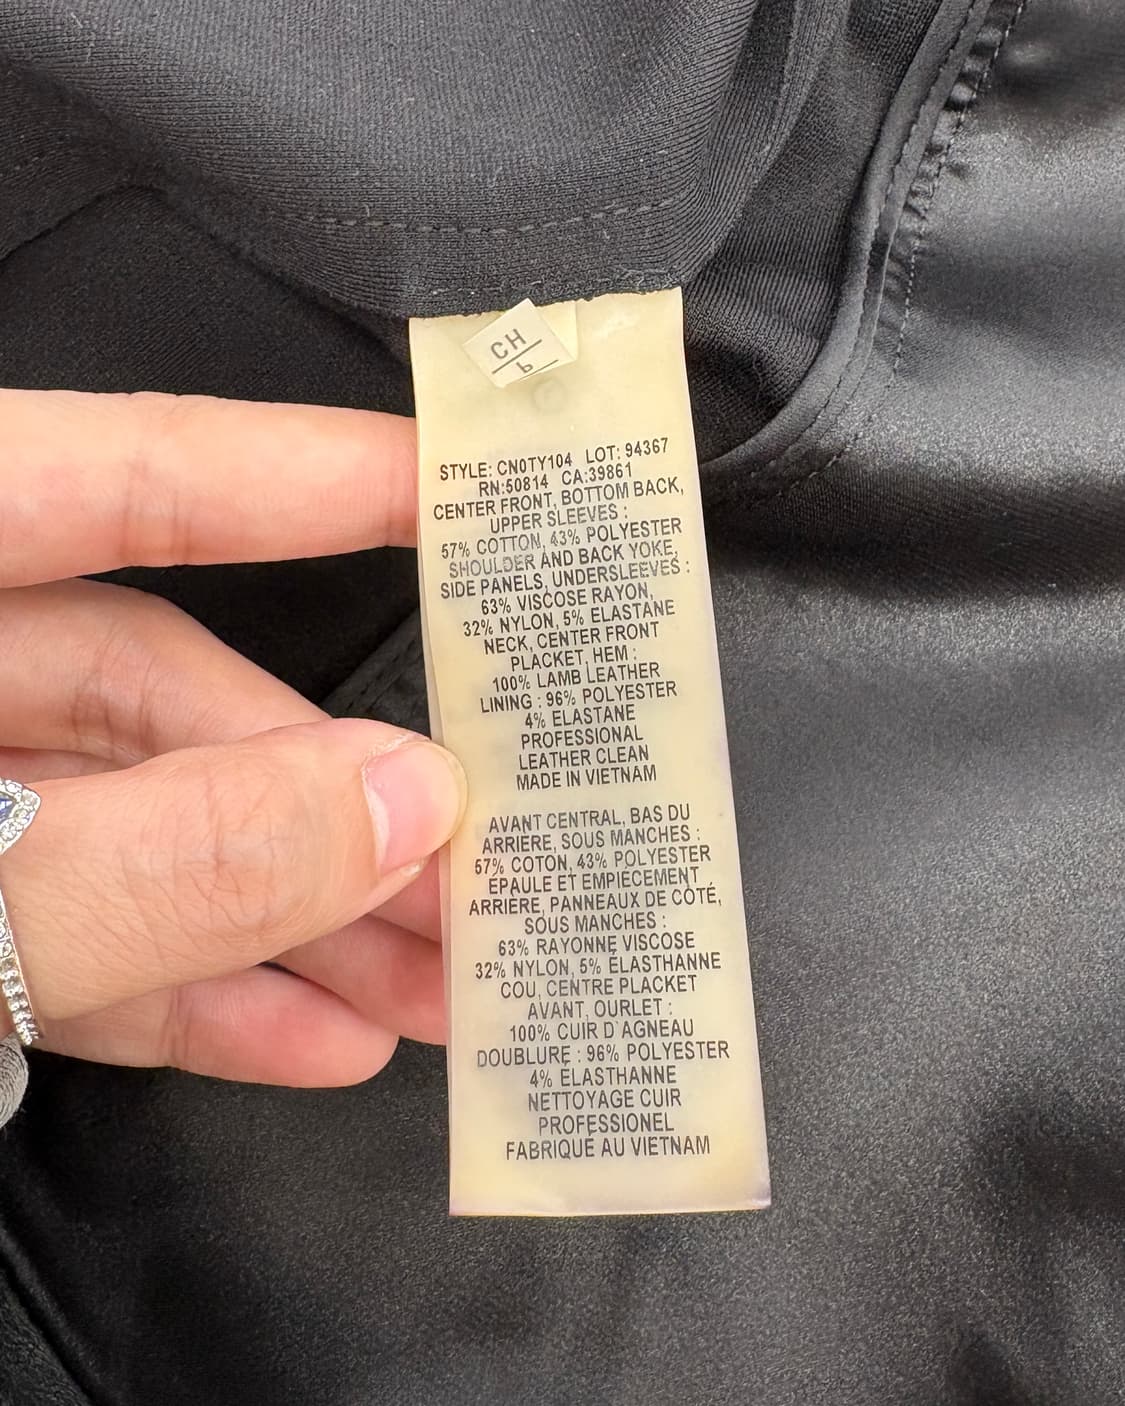 CH
STYLE: CN0TY104 LOT: 94367
RN:50814 CA:39861
CENTER FRONT, BOTTOM BACK,
UPPER SLEEVES :
57% COTTON, 43% POLYESTER
SHOULDER AND BACK YOKE,
SIDE PANELS, UNDERSLEEVES :
63% VISCOSE RAYON,
32% NYLON, 5% ELASTANE
NECK, CENTER FRONT
PLACKET, HEM :
100% LAMB LEATHER
LINING : 96% POLYESTER
4% ELASTANE
PROFESSIONAL
LEATHER CLEAN
MADE IN VIETNAM
AVANT CENTRAL, BAS DU
ARRIÈRE, SOUS MANCHES :
57% COTON, 43% POLYESTER
ÉPAULE ET EMPIÈCEMENT
ARRIÈRE, PANNEAUX DE CÔTÉ,
SOUS MANCHES :
63% RAYONNE VISCOSE
32% NYLON, 5% ÉLASTHANNE
COU, CENTRE PLACKET
AVANT, OURLET :
100% CUIR D'AGNEAU
DOUBLURE : 96% POLYESTER
4% ÉLASTHANNE
NETTOYAGE CUIR
PROFESSIONEL
FABRIQUÉ AU VIETNAM